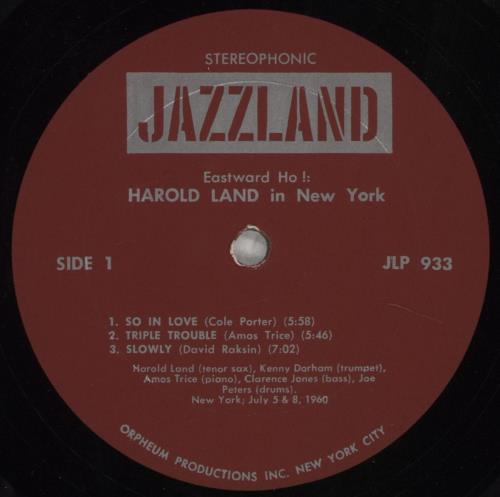 STEREOPHONIC
JAZZLAND
Eastward Ho!:
HAROLD LAND in New York
SIDE 1
JLP 933
1. SO IN LOVE (Cole Porter) (5:58)
2. TRIPLE TROUBLE (Amos Trice) (5:46)
3. SLOWLY (David Raksin) (7:02)
Harold Land (tenor sax), Kenny Dorham (trumpet),
Amos Trice (piano), Clarence Jones (bass), Joe
Peters (drums).
New York; July 5 & 8, 1960
ORPHEUM PRODUCTIONS INC. NEW YORK CITY